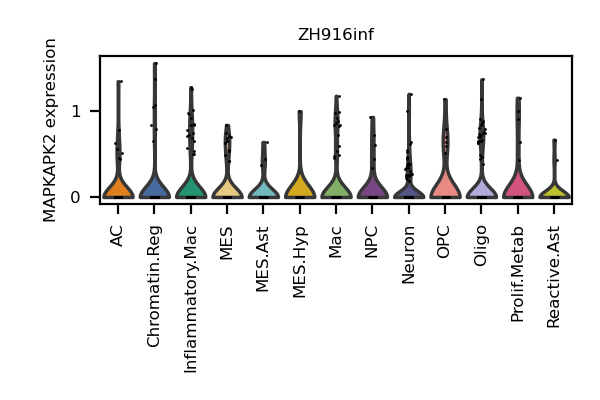 ZH916inf
MAPKAPK2 expression
1
0
AC
Chromatin.Reg
Inflammatory.Mac
MES
MES.Ast
MES.Hyp
Mac
NPC
Neuron
OPC
Oligo
Prolif.Metab
Reactive.Ast